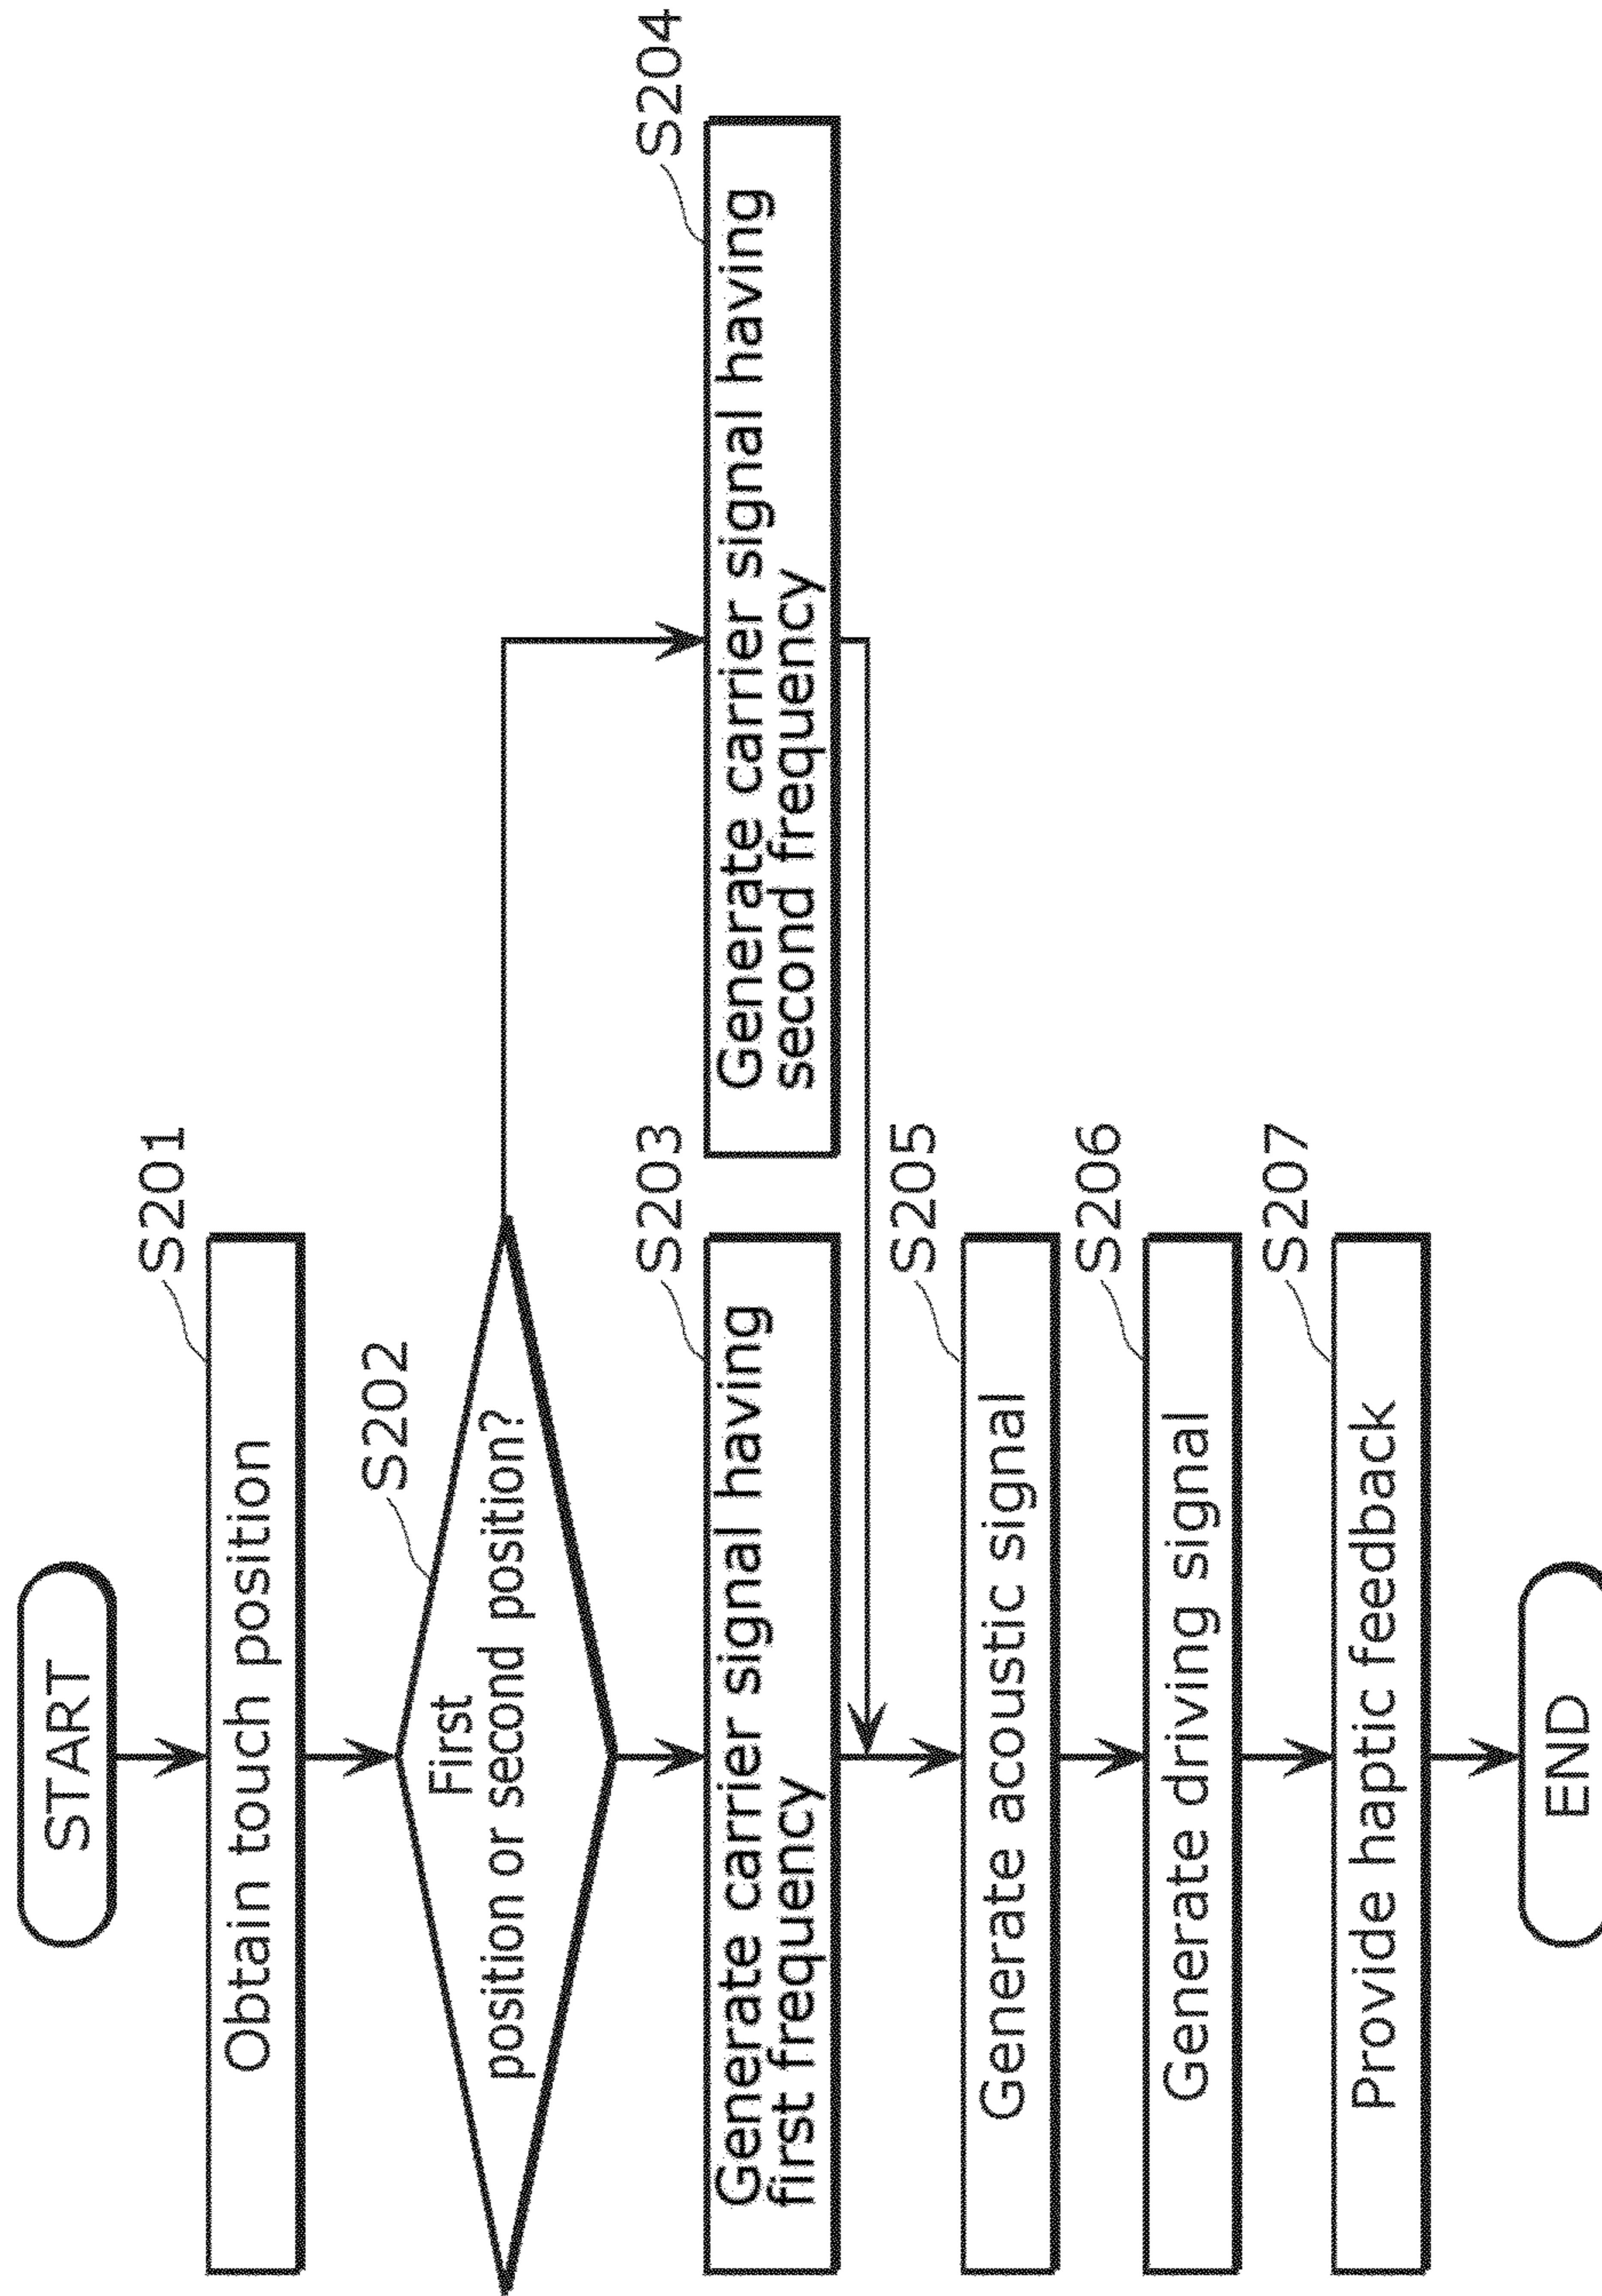 START
S201
Obtain touch position
S202
First
position or second position?
S203
Generate carrier signal having
first frequency
S204
Generate carrier signal having
second frequency
S205
Generate acoustic signal
S206
Generate driving signal
S207
Provide haptic feedback
END